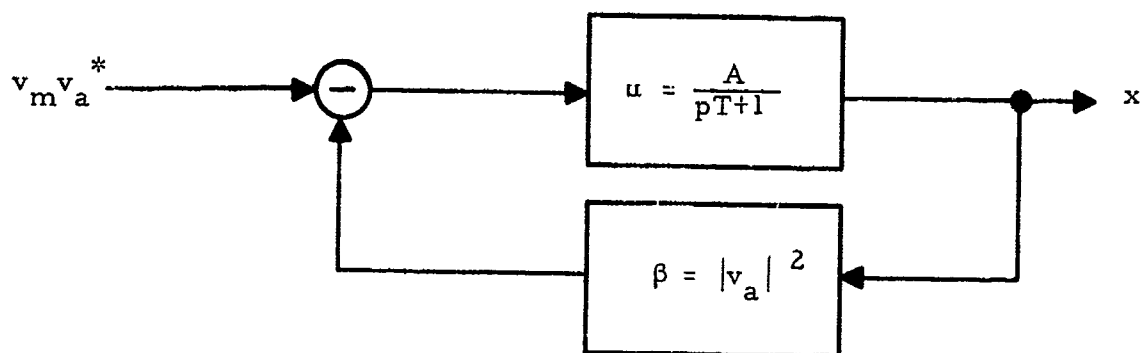 v_m v_a^*
−
μ = A / (pT+1)
x
β = |v_a|^2